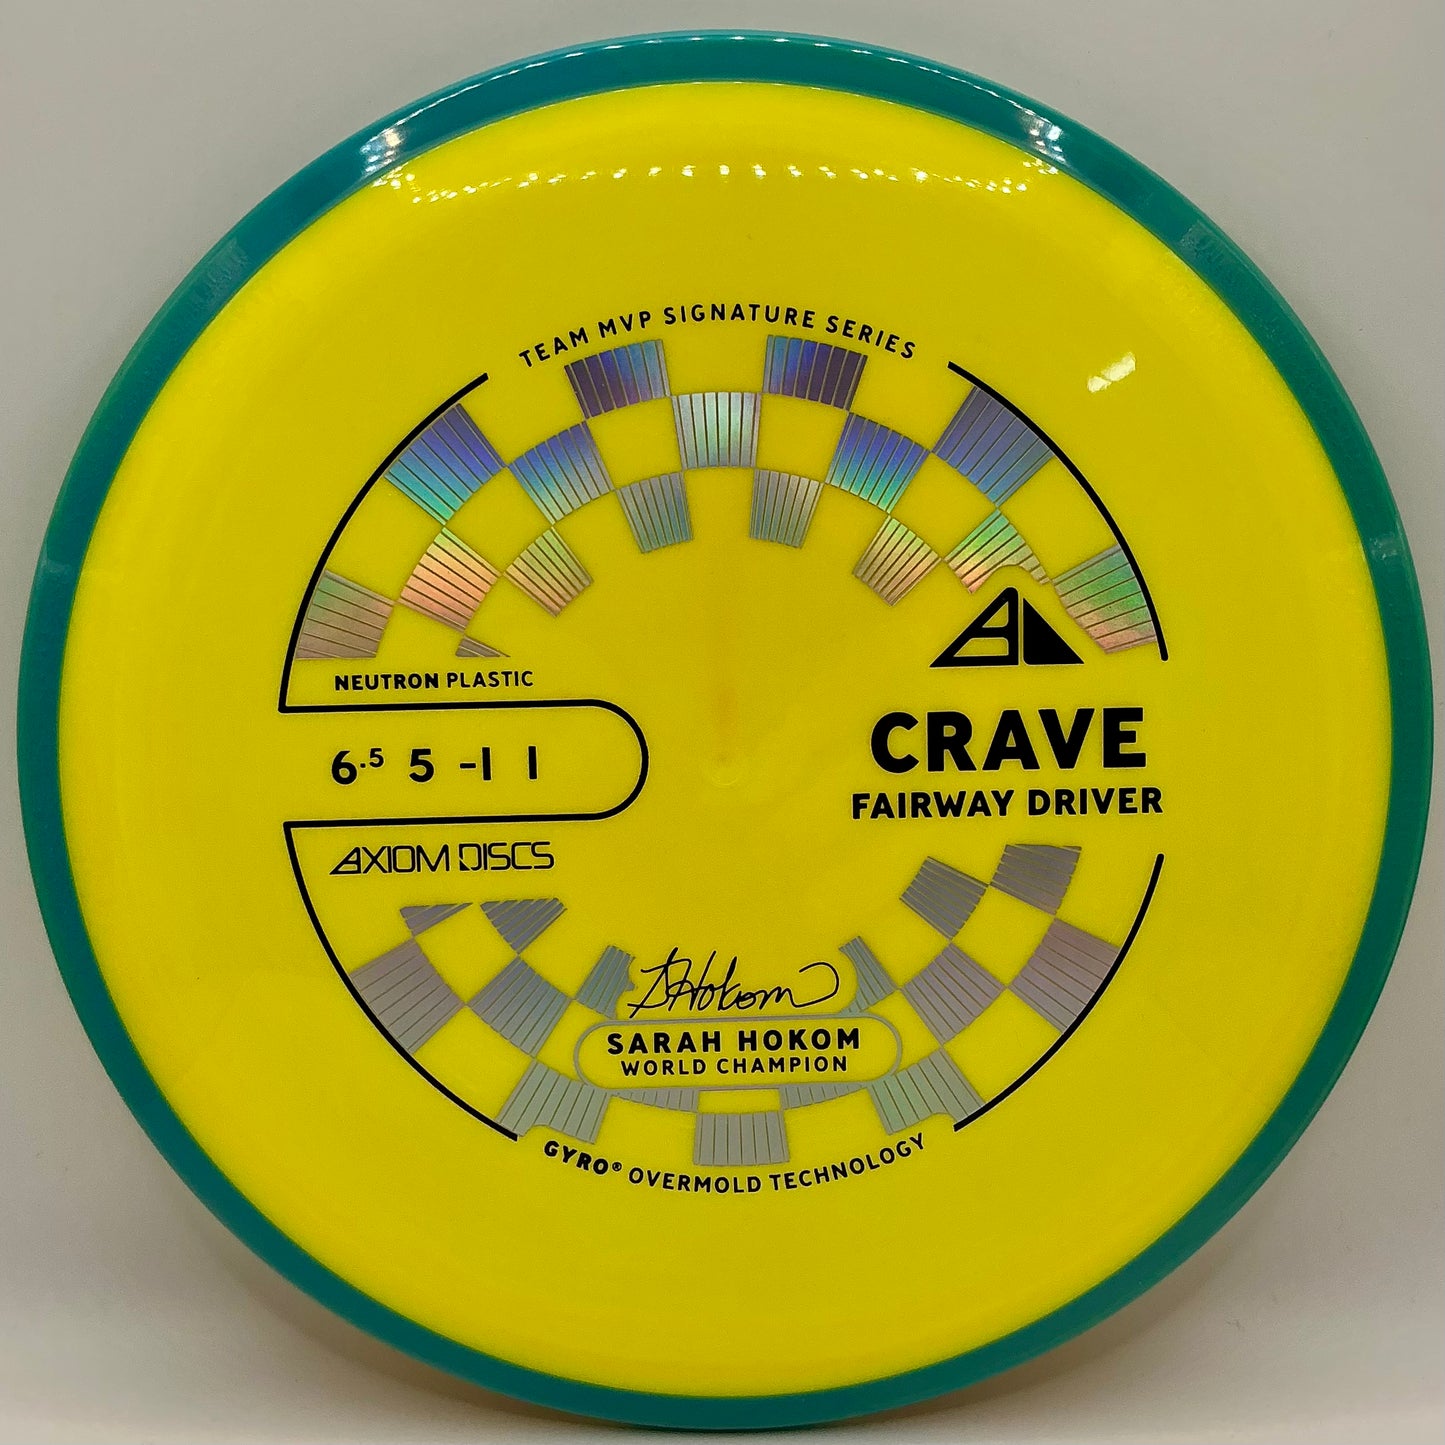 TEAM MVP SIGNATURE SERIES
NEUTRON PLASTIC
6.5 5 -1 1
CRAVE
FAIRWAY DRIVER
AXIOM DISCS
SHokom
SARAH HOKOM
WORLD CHAMPION
GYRO® OVERMOLD TECHNOLOGY